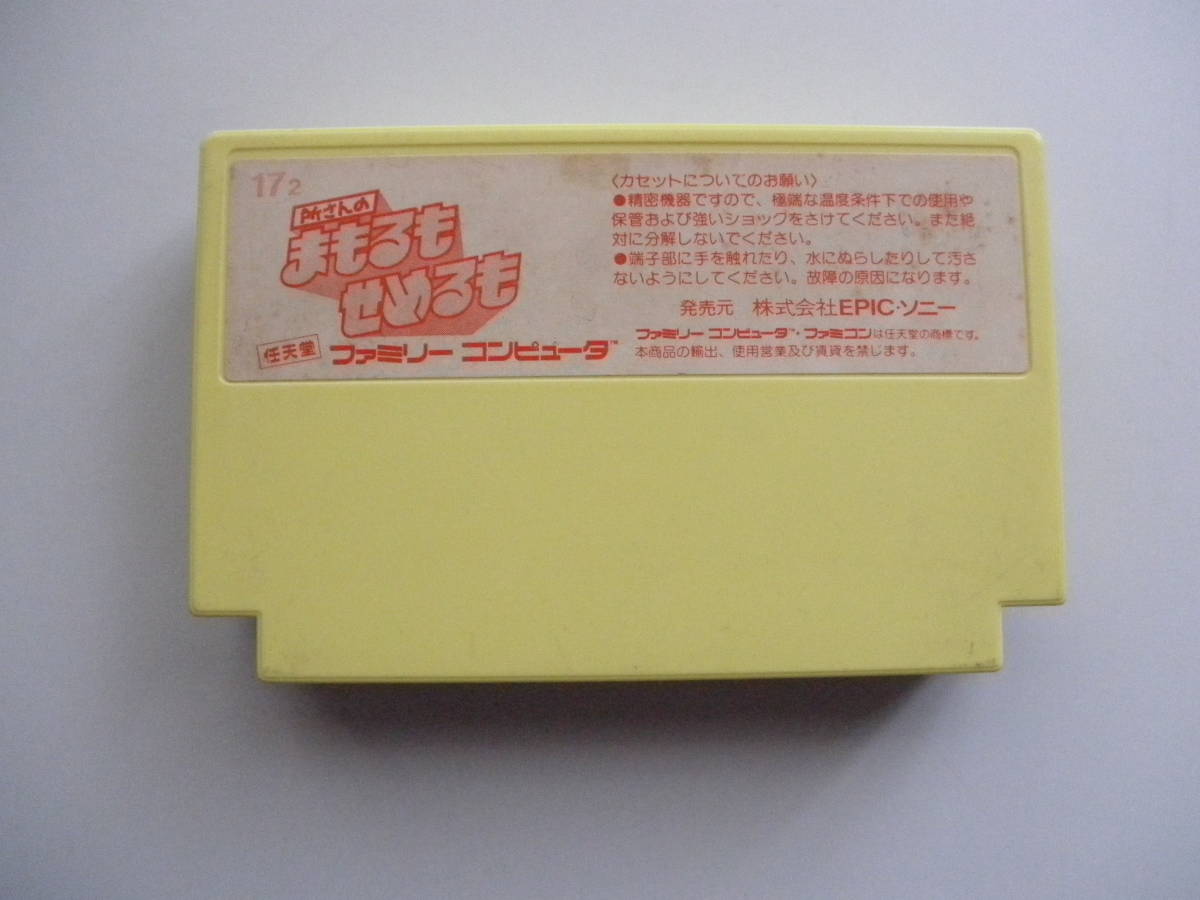 172
所さんの
まもるも
せめるも
任天堂
ファミリー コンピュータ™
〈カセットについてのお願い〉
●精密機器ですので、極端な温度条件下での使用や
保管および強いショックをさけてください。また絶
対に分解しないでください。
●端子部に手を触れたり、水にぬらしたりして汚さ
ないようにしてください。故障の原因になります。
発売元 株式会社EPIC・ソニー
ファミリー コンピュータ™・ファミコンは任天堂の商標です。
本商品の輸出、使用営業及び賃貸を禁じます。